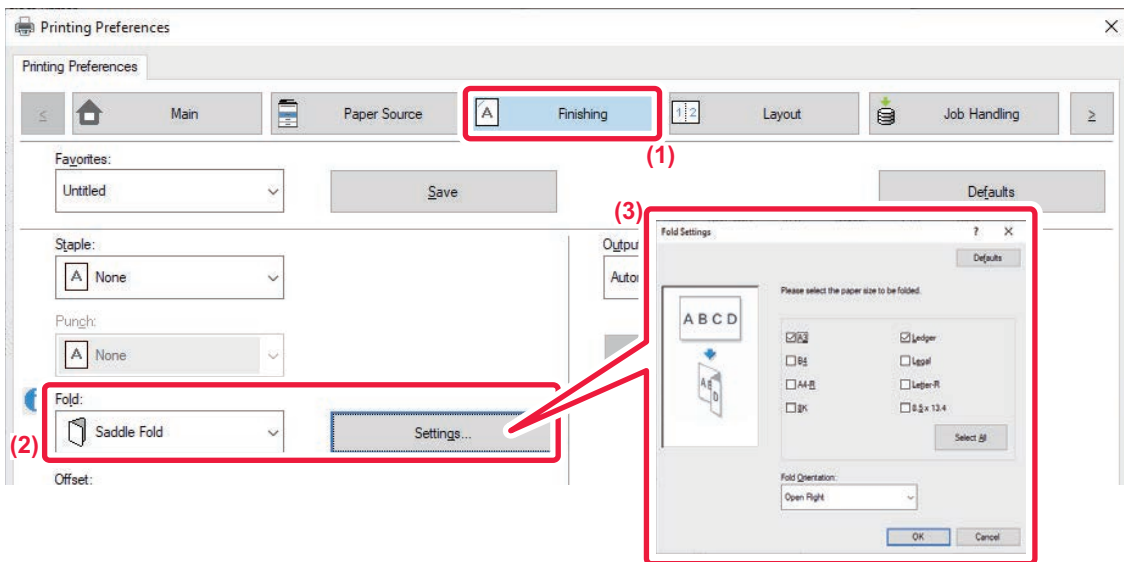 Printing Preferences
Printing Preferences
≤ Main Paper Source A Finishing 1 2 Layout Job Handling ≥
(1)
Favorites:
Untitled Save Defaults
Staple:
A None
Punch:
A None
Fold:
(2) Saddle Fold Settings...
Offset:
Outpu
Autor
(3)
Fold Settings ? ×
Defaults
Please select the paper size to be folded.
A B C D
A3 Ledger
B4 Legal
A4-R Letter-R
8K 8.5 x 13.4
Select All
Fold Orientation:
Open Right
OK Cancel